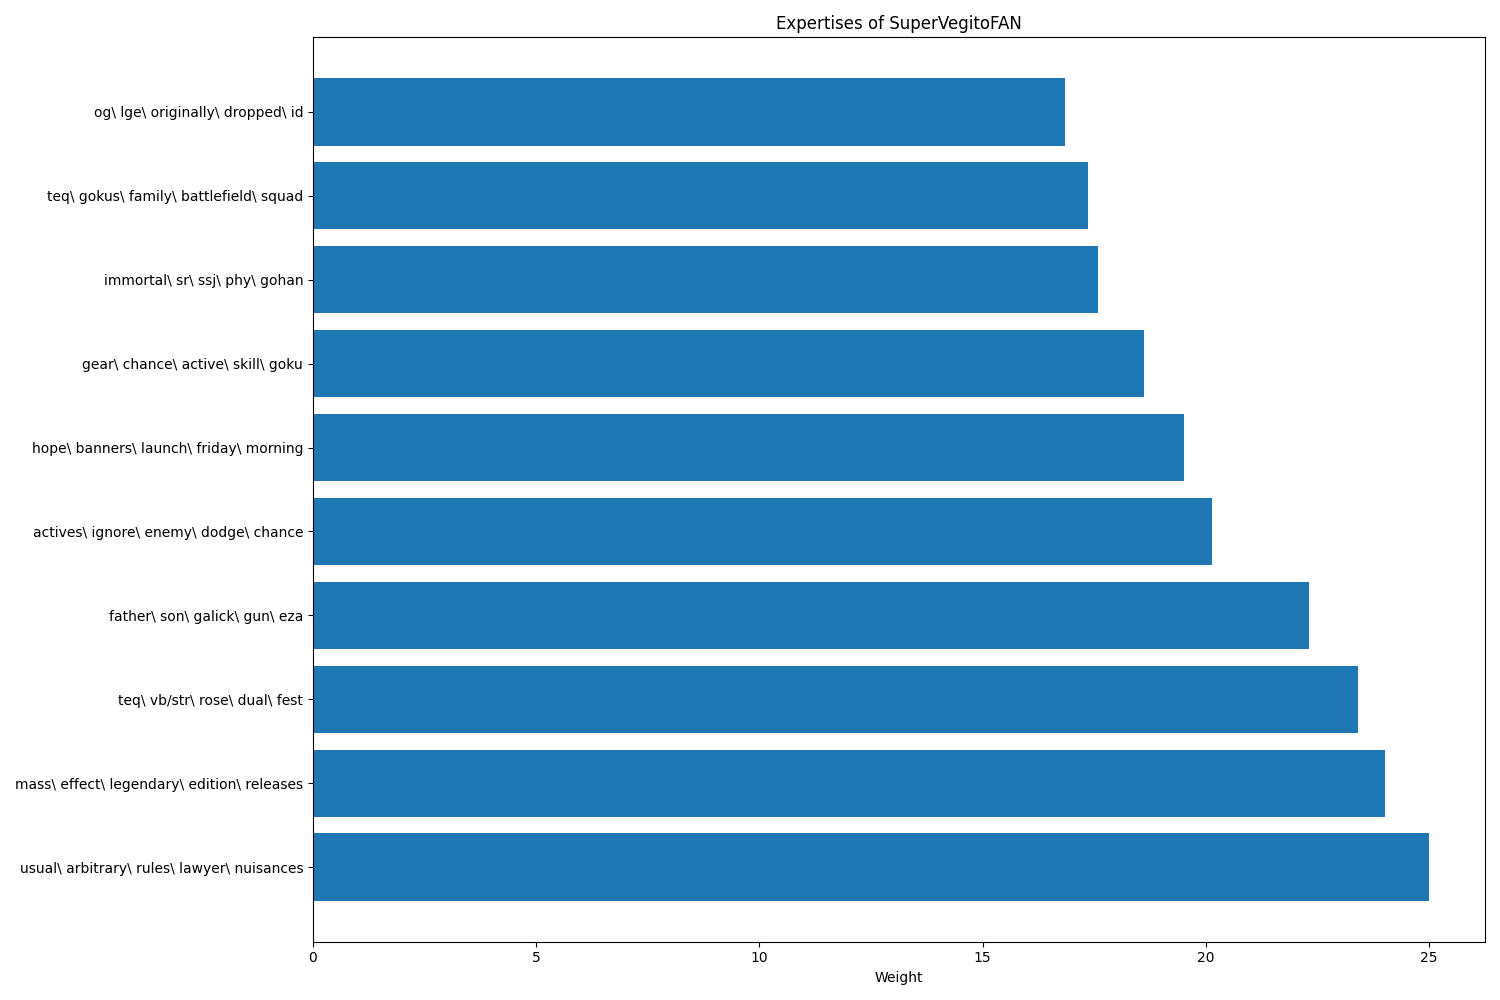 Expertises of SuperVegitoFAN
og\ lge\ originally\ dropped\ id
teq\ gokus\ family\ battlefield\ squad
immortal\ sr\ ssj\ phy\ gohan
gear\ chance\ active\ skill\ goku
hope\ banners\ launch\ friday\ morning
actives\ ignore\ enemy\ dodge\ chance
father\ son\ galick\ gun\ eza
teq\ vb/str\ rose\ dual\ fest
mass\ effect\ legendary\ edition\ releases
usual\ arbitrary\ rules\ lawyer\ nuisances
0 5 10 15 20 25
Weight